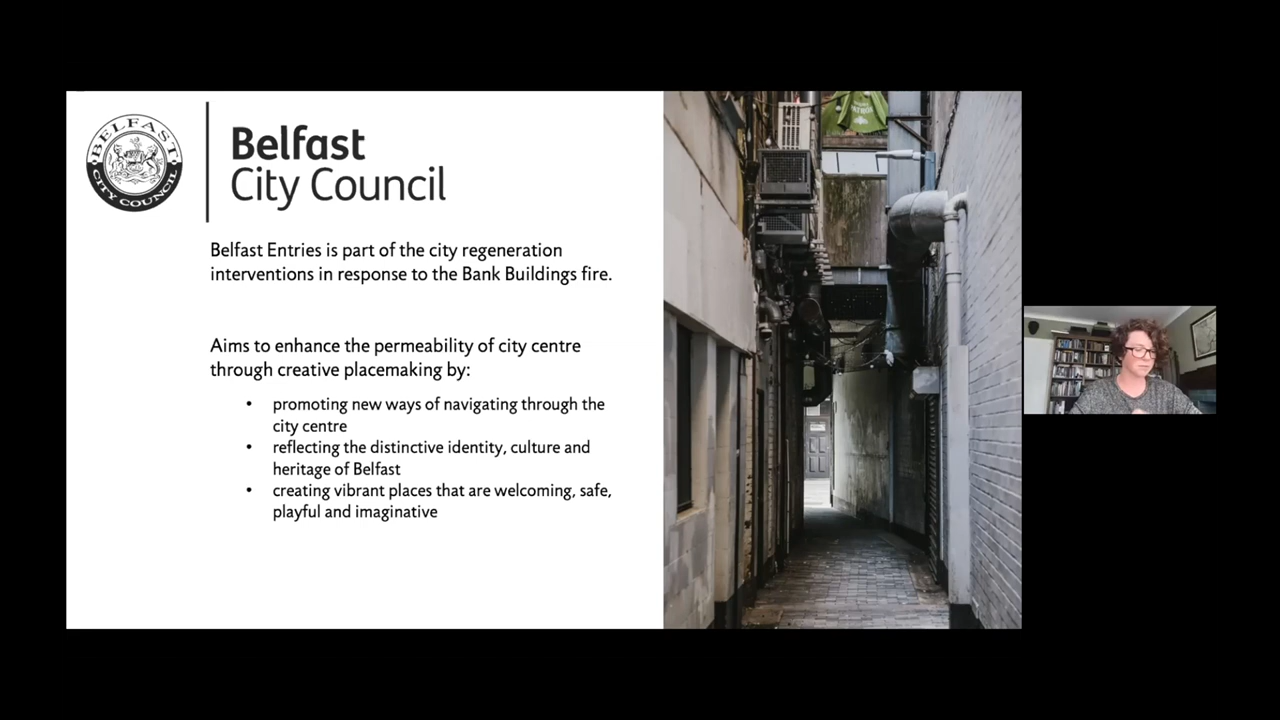 BELFAST
CITY COUNCIL
Belfast
City Council
Belfast Entries is part of the city regeneration
interventions in response to the Bank Buildings fire.
Aims to enhance the permeability of city centre
through creative placemaking by:
• promoting new ways of navigating through the
city centre
• reflecting the distinctive identity, culture and
heritage of Belfast
• creating vibrant places that are welcoming, safe,
playful and imaginative